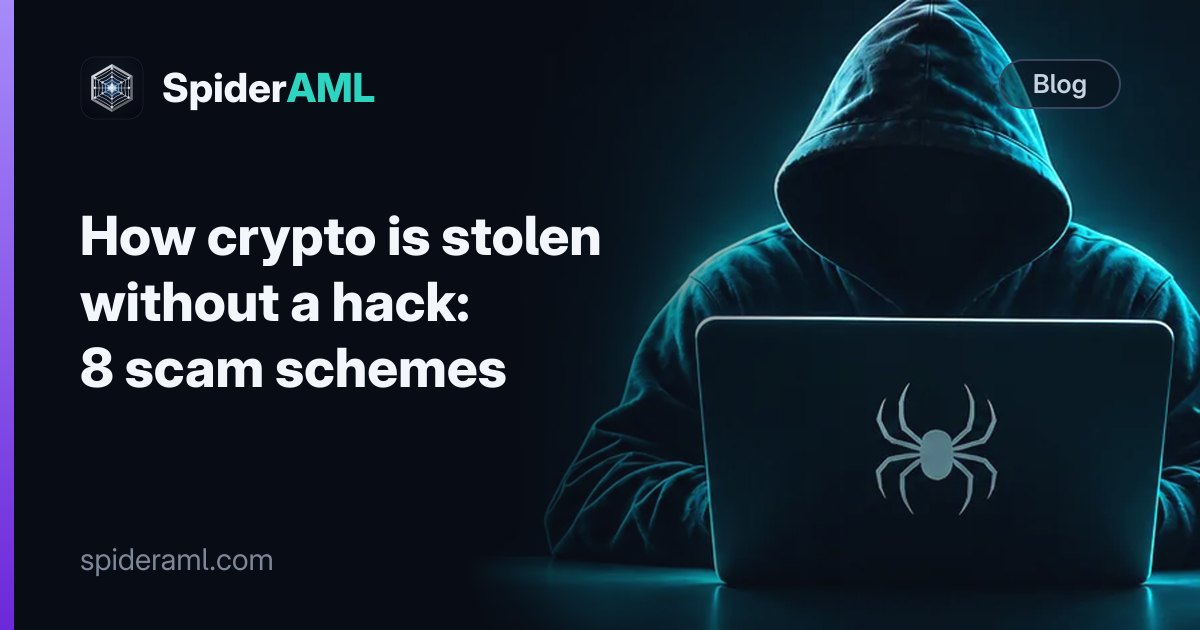 SpiderAML
Blog
How crypto is stolen
without a hack:
8 scam schemes
spideraml.com